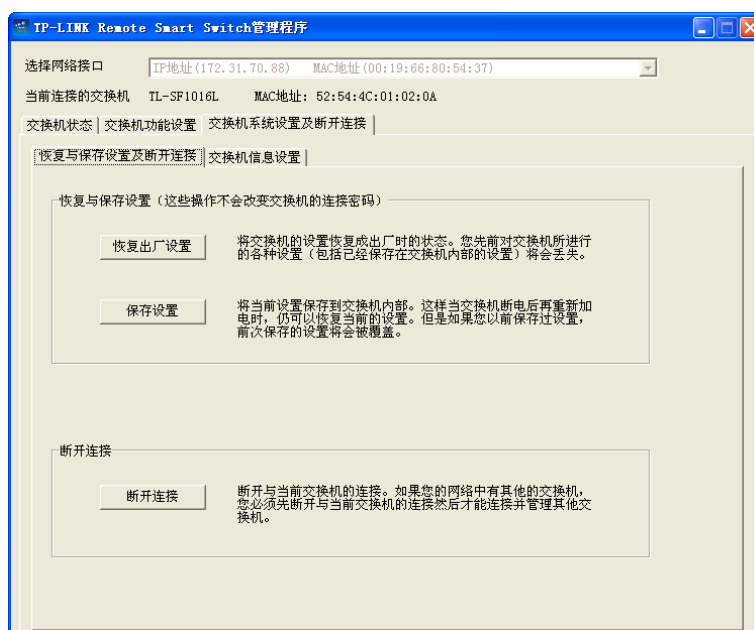 TP-LINK Remote Smart Switch管理程序
选择网络接口 IP地址(172.31.70.88) MAC地址(00:19:66:80:54:37)
当前连接的交换机 TL-SF1016L MAC地址: 52:54:4C:01:02:0A
交换机状态 交换机功能设置 交换机系统设置及断开连接
恢复与保存设置及断开连接 交换机信息设置
恢复与保存设置(这些操作不会改变交换机的连接密码)
恢复出厂设置
将交换机的设置恢复成出厂时的状态。您先前对交换机所进行
的各种设置(包括已经保存在交换机内部的设置)将会丢失。
保存设置
将当前设置保存到交换机内部。这样当交换机断电后再重新加
电时,仍可以恢复当前的设置。但是如果您以前保存过设置,
前次保存的设置将会被覆盖。
断开连接
断开连接
断开与当前交换机的连接。如果您的网络中有其他的交换机,
您必须先断开与当前交换机的连接然后才能连接并管理其他交
换机。